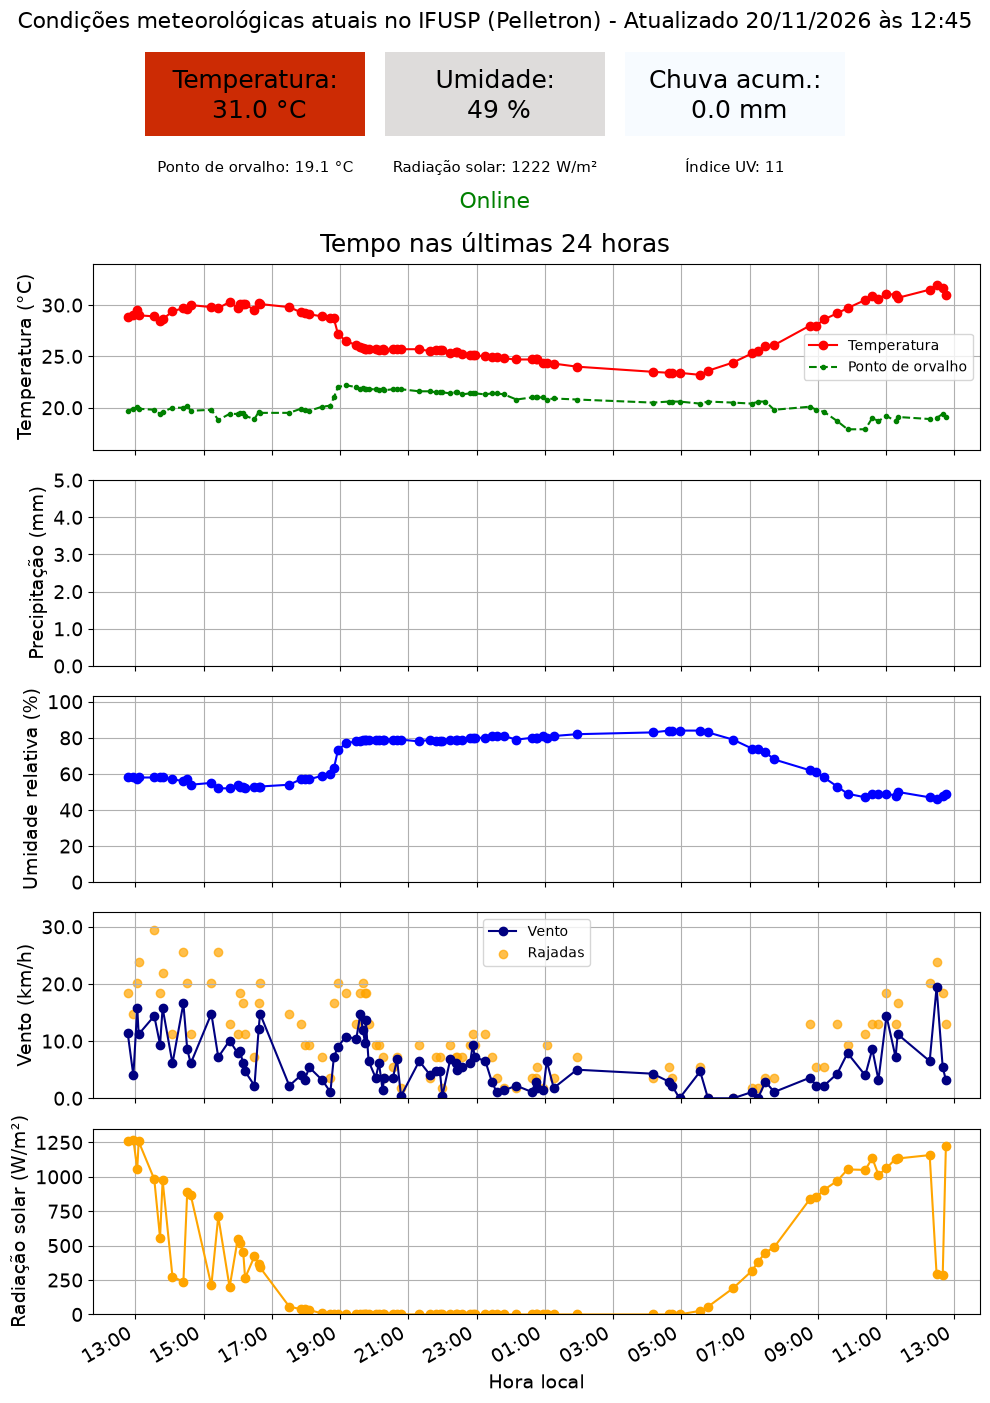 Condições meteorológicas atuais no IFUSP (Pelletron) - Atualizado 20/11/2026 às 12:45
Temperatura:
31.0 °C
Umidade:
49 %
Chuva acum.:
0.0 mm
Ponto de orvalho: 19.1 °C
Radiação solar: 1222 W/m²
Índice UV: 11
Online
Tempo nas últimas 24 horas
Temperatura (°C)
30.0
25.0
20.0
Temperatura
Ponto de orvalho
Precipitação (mm)
5.0
4.0
3.0
2.0
1.0
0.0
Umidade relativa (%)
100
80
60
40
20
0
Vento (km/h)
30.0
20.0
10.0
0.0
Vento
Rajadas
Radiação solar (W/m²)
1250
1000
750
500
250
0
13:00
15:00
17:00
19:00
21:00
23:00
01:00
03:00
05:00
07:00
09:00
11:00
13:00
Hora local